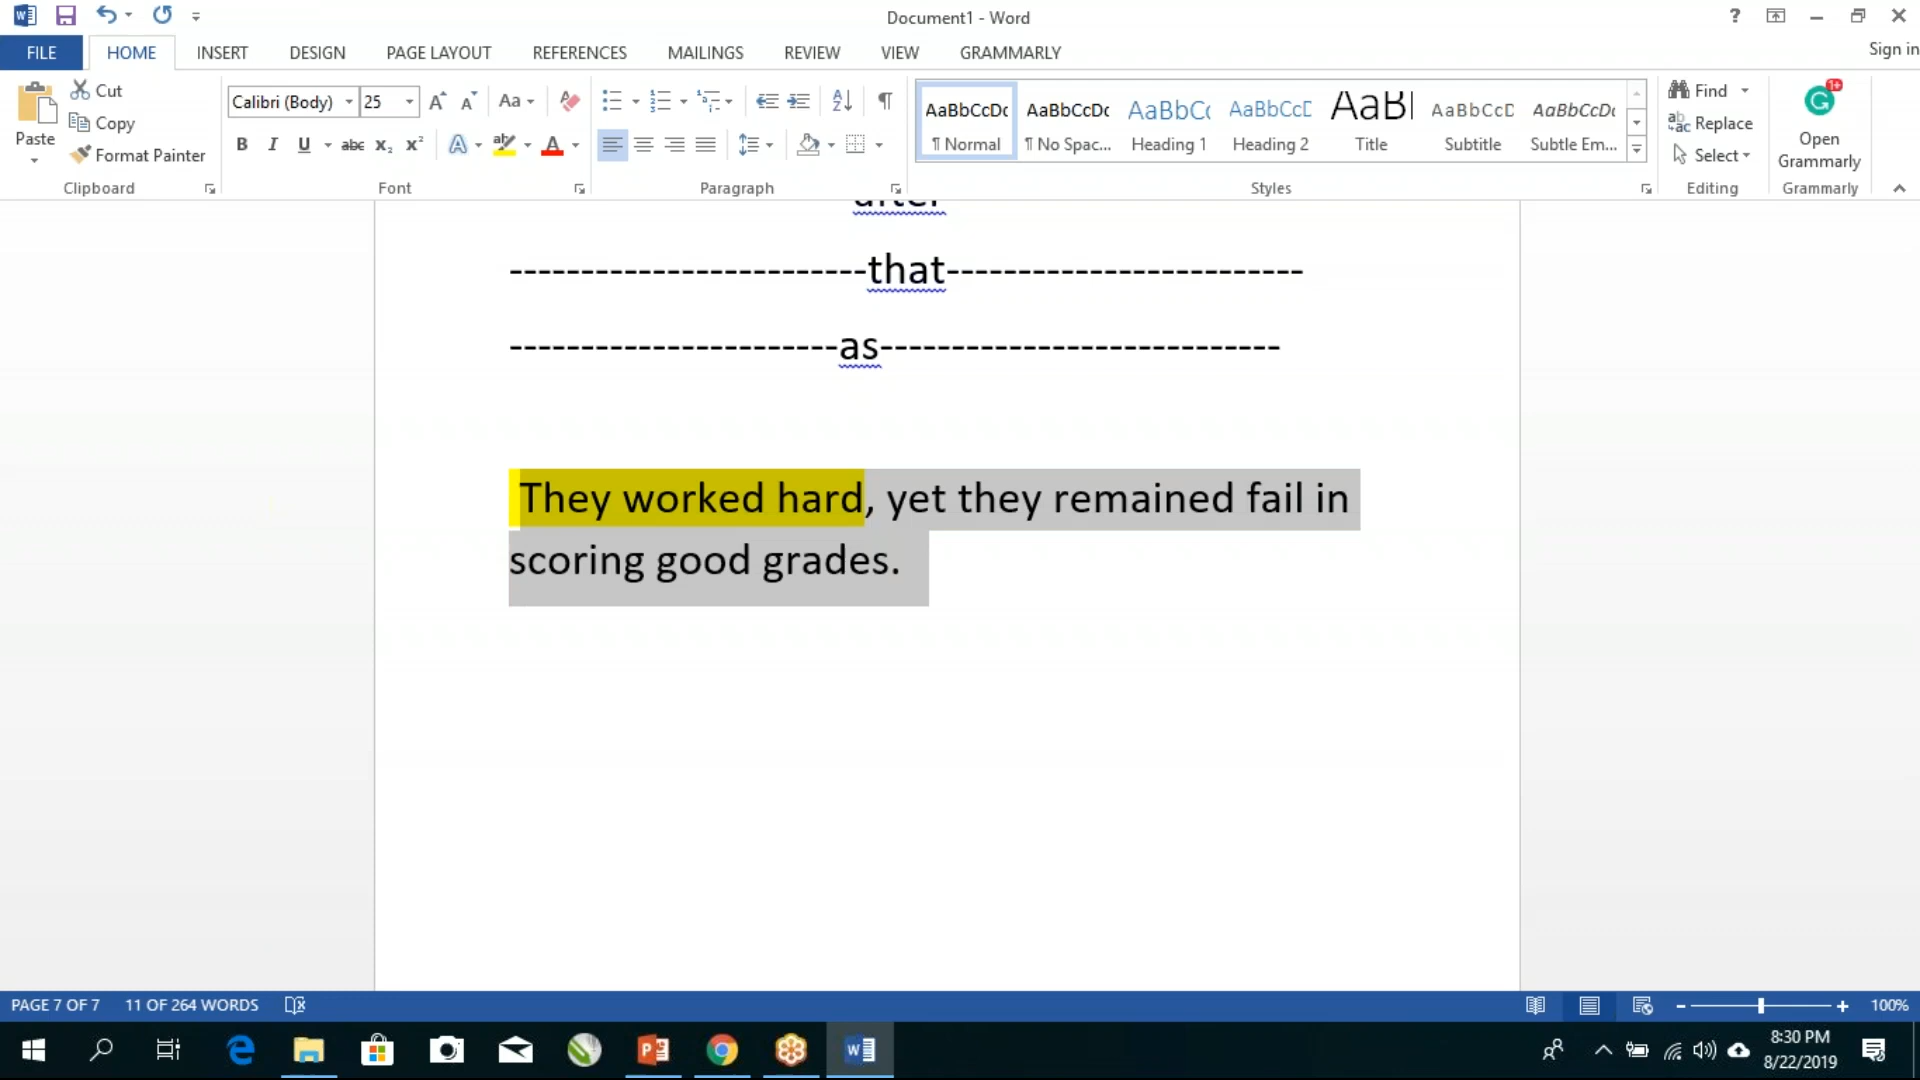 Document1 - Word
Sign in
FILE HOME INSERT DESIGN PAGE LAYOUT REFERENCES MAILINGS REVIEW VIEW GRAMMARLY
Paste
Cut
Copy
Format Painter
Clipboard
Calibri (Body) 25
Font
Paragraph
AaBbCcDc AaBbCcDc AaBbCc AaBbCcD AaBl AaBbCcD AaBbCcDc
¶ Normal ¶ No Spac... Heading 1 Heading 2 Title Subtitle Subtle Em...
Styles
Find
Replace
Select
Editing
Open
Grammarly
Grammarly
after
-------------------------that-------------------------
-----------------------as----------------------------
They worked hard, yet they remained fail in
scoring good grades.
PAGE 7 OF 7 11 OF 264 WORDS 100%
8:30 PM
8/22/2019